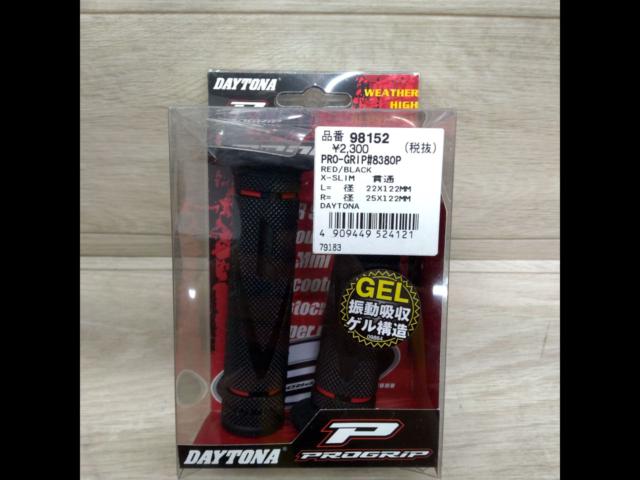 DAYTONA
WEATHER
HIGH
品番 98152
¥2,300 (税抜)
PRO-GRIP#8380P
RED/BLACK
X-SLIM 貫通
L= 径 22X122MM
R= 径 25X122MM
DAYTONA
4 909449 524121
79183
GEL
振動吸収
ゲル構造
Mini
DAYTONA
P
PROGRIP